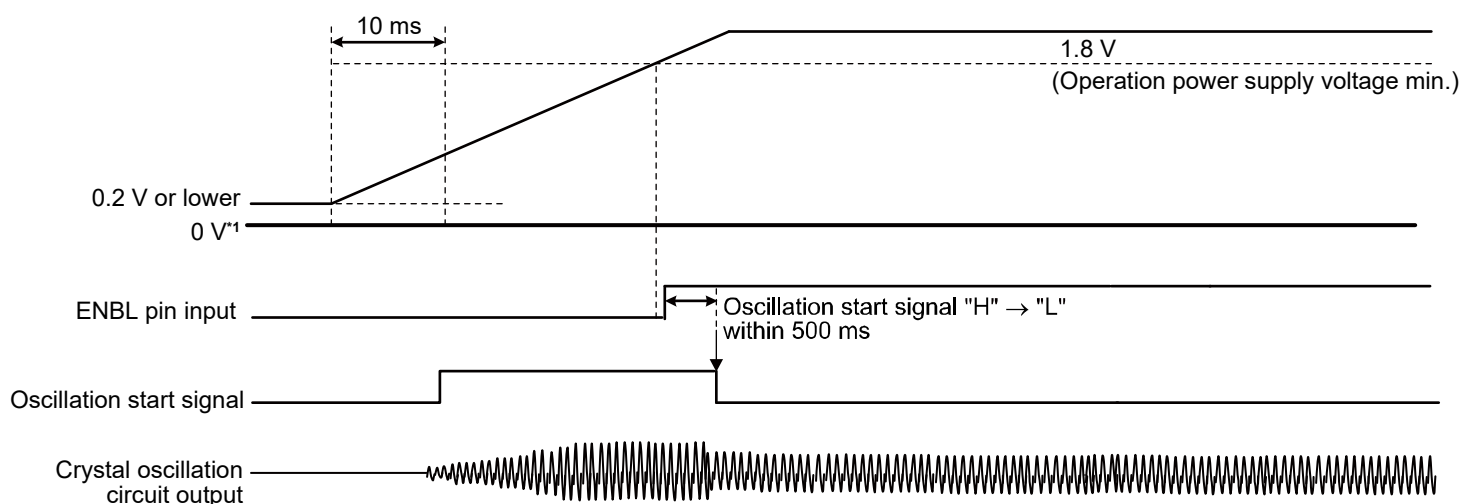 10 ms
1.8 V
(Operation power supply voltage min.)
0.2 V or lower
0 V*1
ENBL pin input
Oscillation start signal "H" → "L"
within 500 ms
Oscillation start signal
Crystal oscillation
circuit output